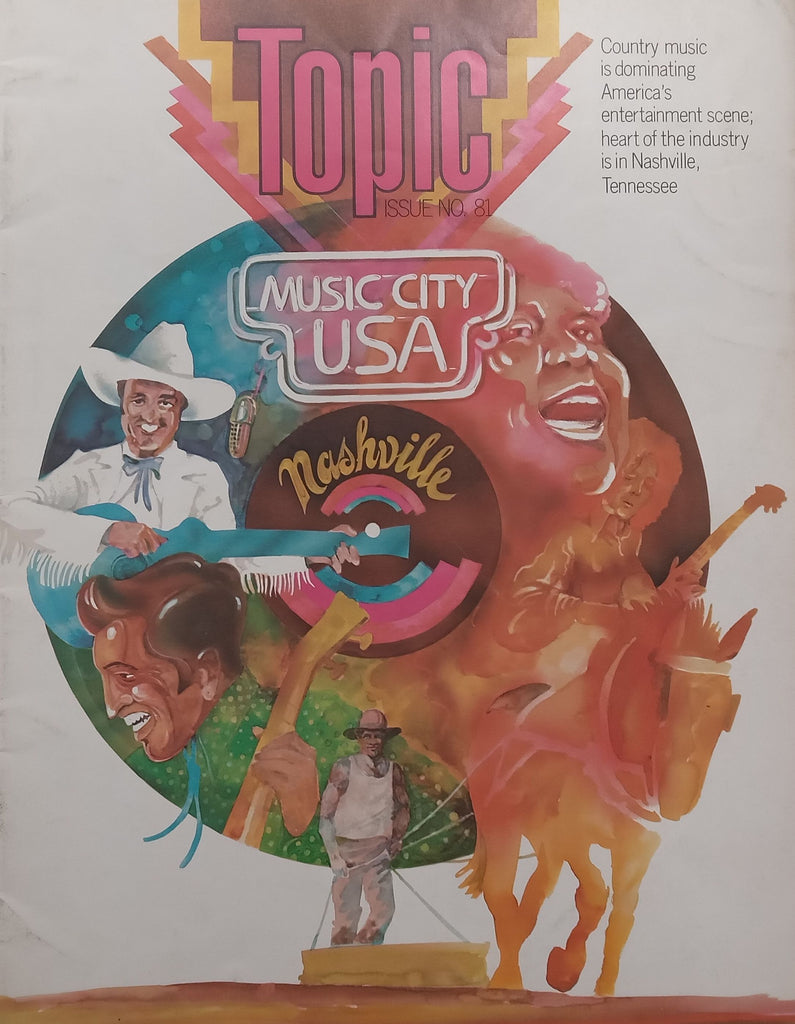 Topic
ISSUE NO. 81
Country music
is dominating
America's
entertainment scene;
heart of the industry
is in Nashville,
Tennessee
MUSIC CITY
USA
Nashville